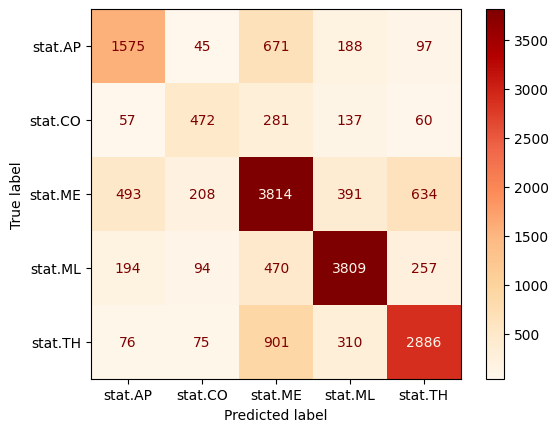 stat.AP 1575 45 671 188 97
stat.CO 57 472 281 137 60
stat.ME 493 208 3814 391 634
stat.ML 194 94 470 3809 257
stat.TH 76 75 901 310 2886
stat.AP stat.CO stat.ME stat.ML stat.TH
Predicted label
True label
3500
3000
2500
2000
1500
1000
500